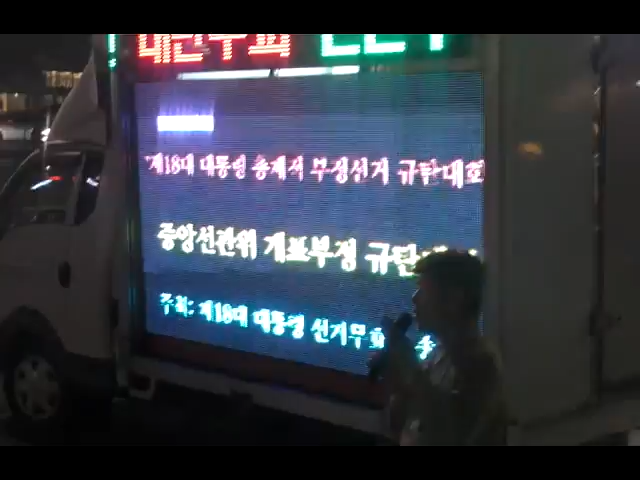 제18대 대통령 총체적 부정선거 규탄대회
중앙선관위 개표부정 규탄
주최: 제18대 대통령 선거무효